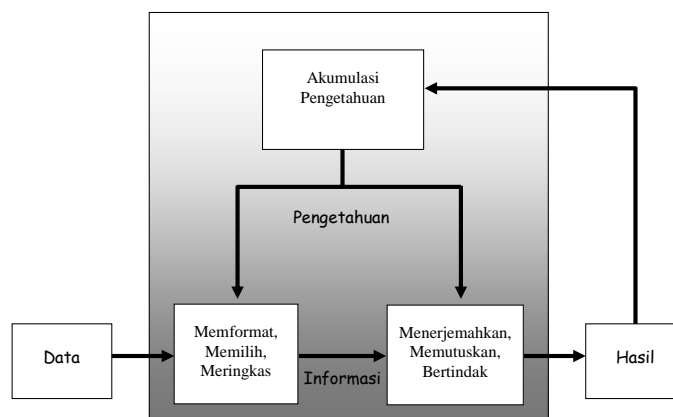 Akumulasi
Pengetahuan
Pengetahuan
Data
Memformat,
Memilih,
Meringkas
Informasi
Menerjemahkan,
Memutuskan,
Bertindak
Hasil